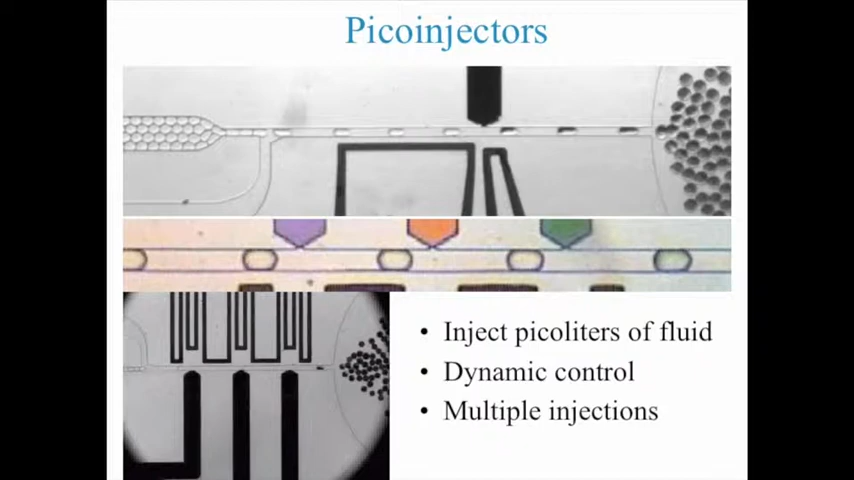 Picoinjectors
• Inject picoliters of fluid
• Dynamic control
• Multiple injections